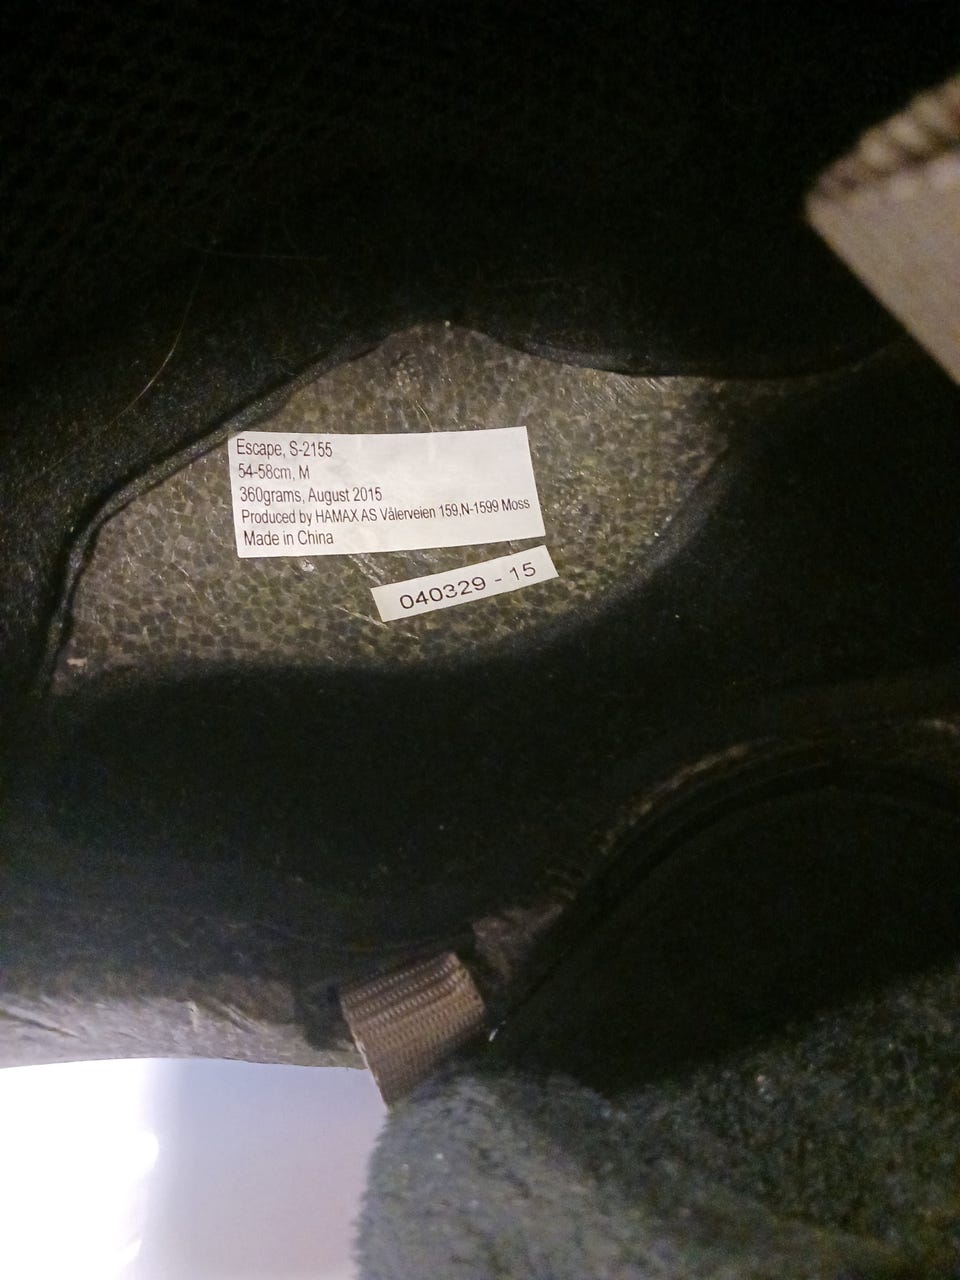 Escape, S-2155
54-58cm, M
360grams, August 2015
Produced by HAMAX AS Vålerveien 159,N-1599 Moss
Made in China
040329 - 15